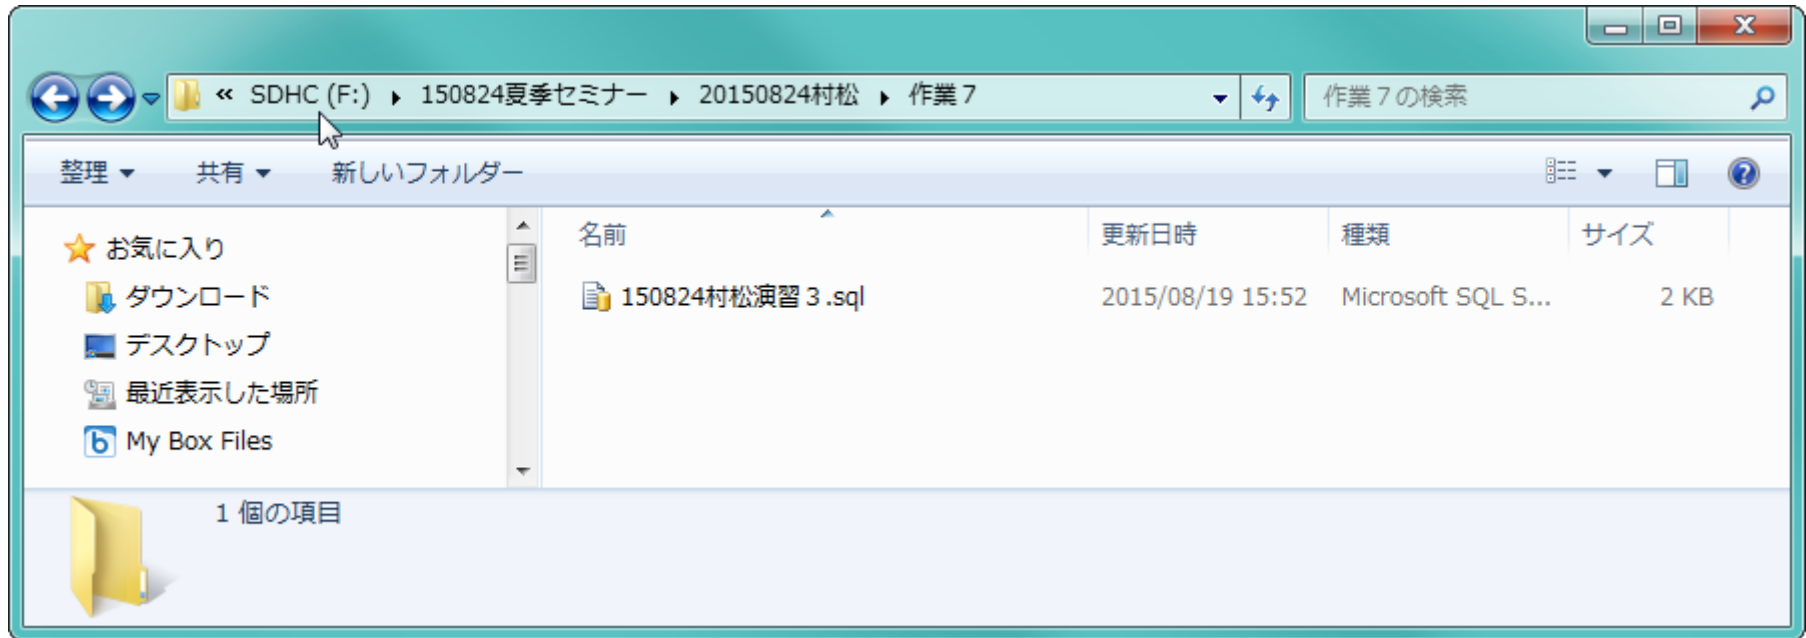 « SDHC (F:) ▸ 150824夏季セミナー ▸ 20150824村松 ▸ 作業７
作業７の検索
整理 ▼ 共有 ▼ 新しいフォルダー
お気に入り
ダウンロード
デスクトップ
最近表示した場所
My Box Files
名前 更新日時 種類 サイズ
150824村松演習３.sql 2015/08/19 15:52 Microsoft SQL S... 2 KB
1 個の項目